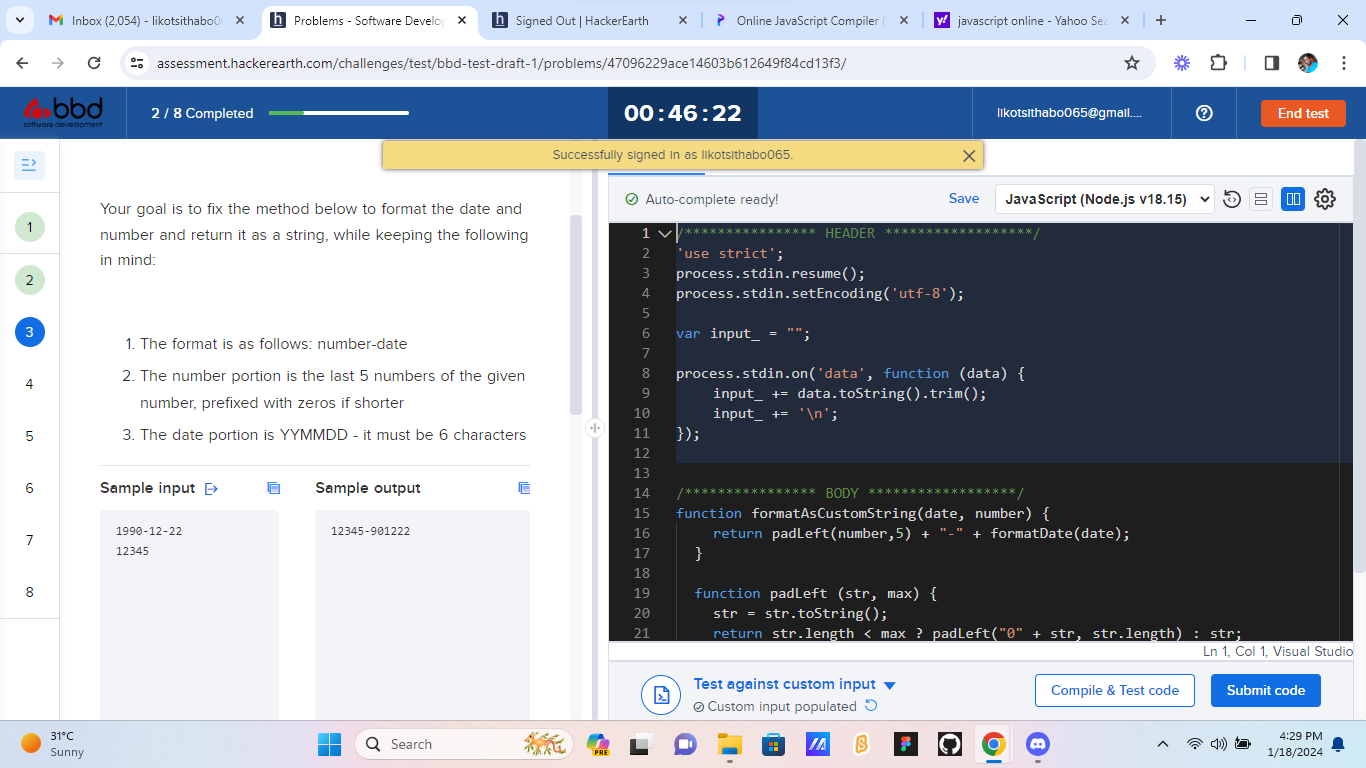 Inbox (2,054) - likotsithabo0
Problems - Software Develop
Signed Out | HackerEarth
Online JavaScript Compiler (
javascript online - Yahoo Sea
assessment.hackerearth.com/challenges/test/bbd-test-draft-1/problems/47096229ace14603b612649f84cd13f3/
bbd
software development
2 / 8 Completed
00:46:22
likotsithabo065@gmail....
End test
Successfully signed in as likotsithabo065.
1
2
3
4
5
6
7
8
Your goal is to fix the method below to format the date and
number and return it as a string, while keeping the following
in mind:
1. The format is as follows: number-date
2. The number portion is the last 5 numbers of the given
number, prefixed with zeros if shorter
3. The date portion is YYMMDD - it must be 6 characters
Sample input
Sample output
1990-12-22
12345
12345-901222
Auto-complete ready!
Save
JavaScript (Node.js v18.15)
1 /**************** HEADER ******************/
2 'use strict';
3 process.stdin.resume();
4 process.stdin.setEncoding('utf-8');
5
6 var input_ = "";
7
8 process.stdin.on('data', function (data) {
9 input_ += data.toString().trim();
10 input_ += '\n';
11 });
12
13
14 /**************** BODY ******************/
15 function formatAsCustomString(date, number) {
16 return padLeft(number,5) + "-" + formatDate(date);
17 }
18
19 function padLeft (str, max) {
20 str = str.toString();
21 return str.length < max ? padLeft("0" + str, str.length) : str;
Ln 1, Col 1, Visual Studio
Test against custom input
Custom input populated
Compile & Test code
Submit code
31°C
Sunny
Search
PRE
4:29 PM
1/18/2024